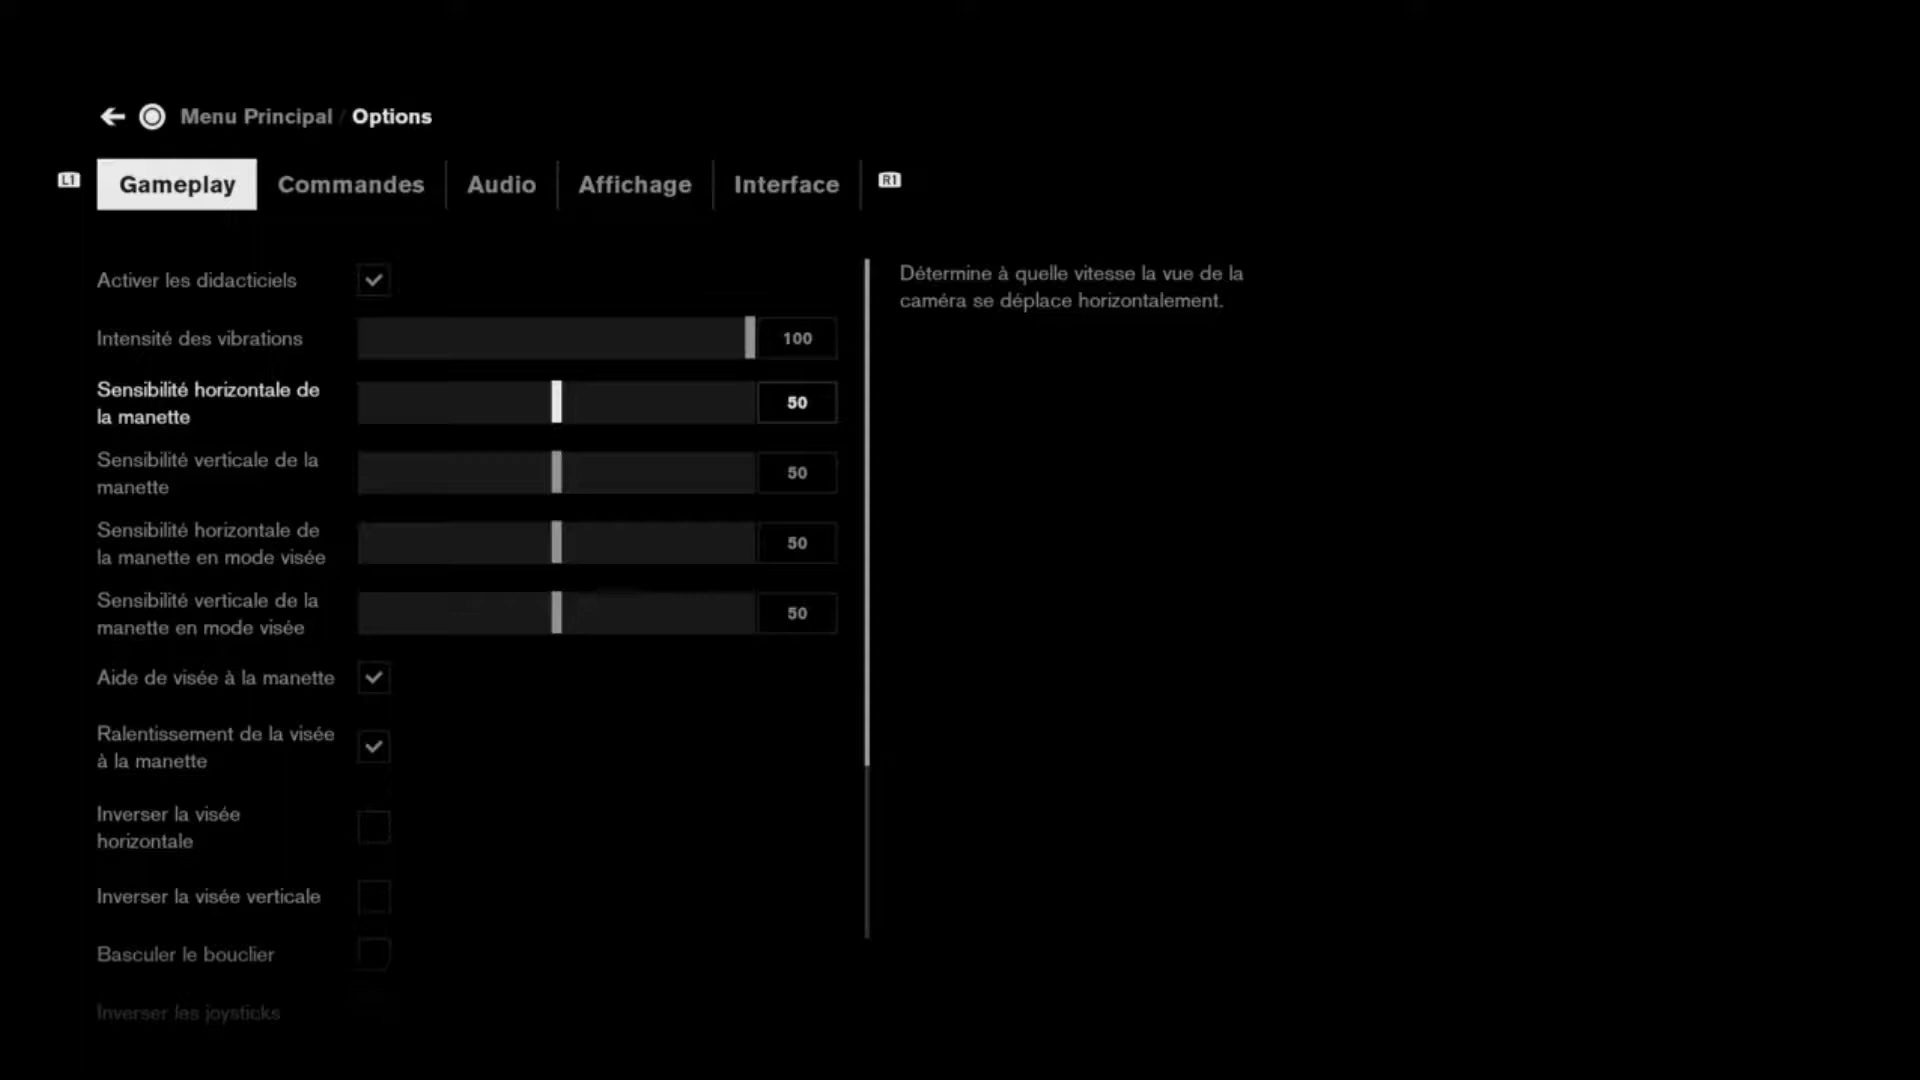 Menu Principal / Options
L1 Gameplay Commandes Audio Affichage Interface R1
Activer les didacticiels
Intensité des vibrations 100
Sensibilité horizontale de
la manette 50
Sensibilité verticale de la
manette 50
Sensibilité horizontale de
la manette en mode visée 50
Sensibilité verticale de la
manette en mode visée 50
Aide de visée à la manette
Ralentissement de la visée
à la manette
Inverser la visée
horizontale
Inverser la visée verticale
Basculer le bouclier
Inverser les joysticks
Détermine à quelle vitesse la vue de la
caméra se déplace horizontalement.